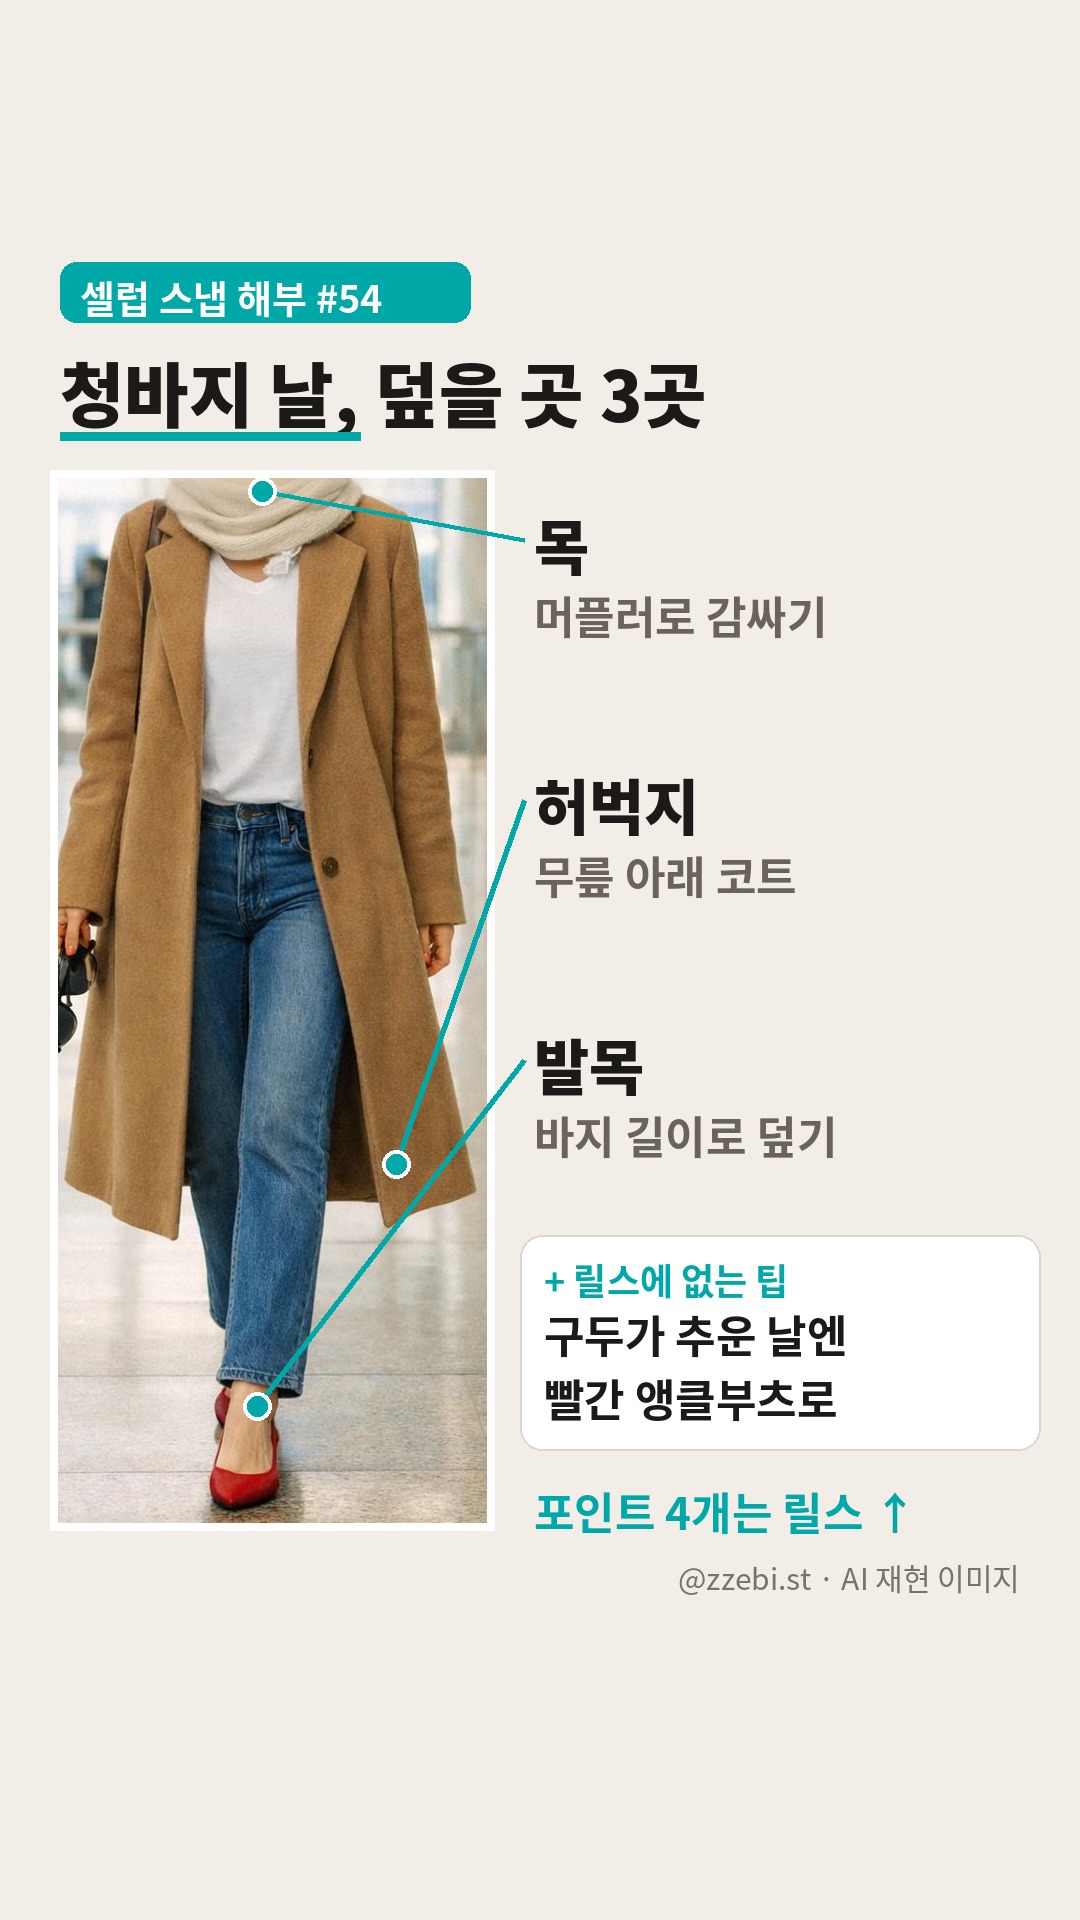 셀럽 스냅 해부 #54
청바지 날, 덮을 곳 3곳
목
머플러로 감싸기
허벅지
무릎 아래 코트
발목
바지 길이로 덮기
+ 릴스에 없는 팁
구두가 추운 날엔
빨간 앵클부츠로
포인트 4개는 릴스 ↑
@zzebi.st · AI 재현 이미지